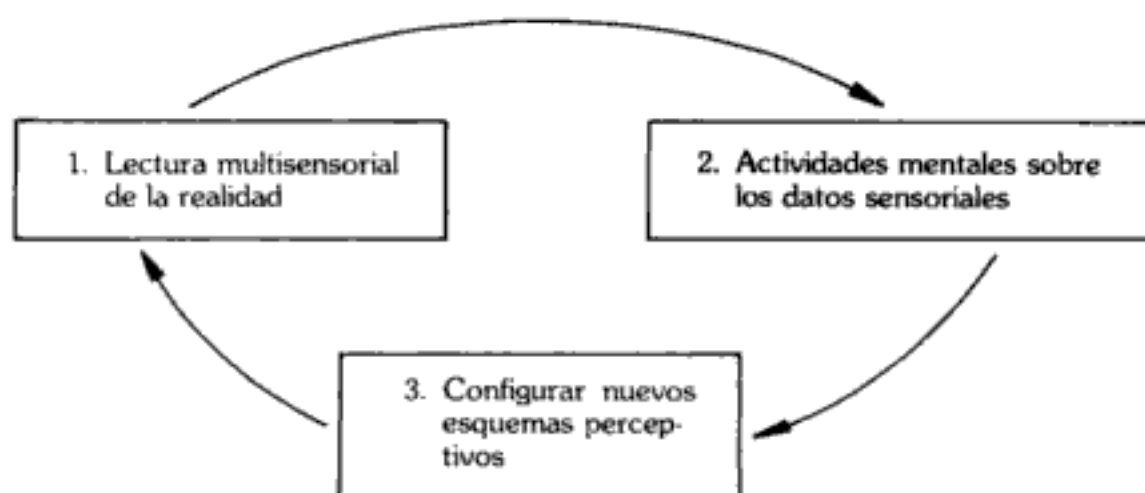 1. Lectura multisensorial
de la realidad
2. Actividades mentales sobre
los datos sensoriales
3. Configurar nuevos
esquemas percep-
tivos